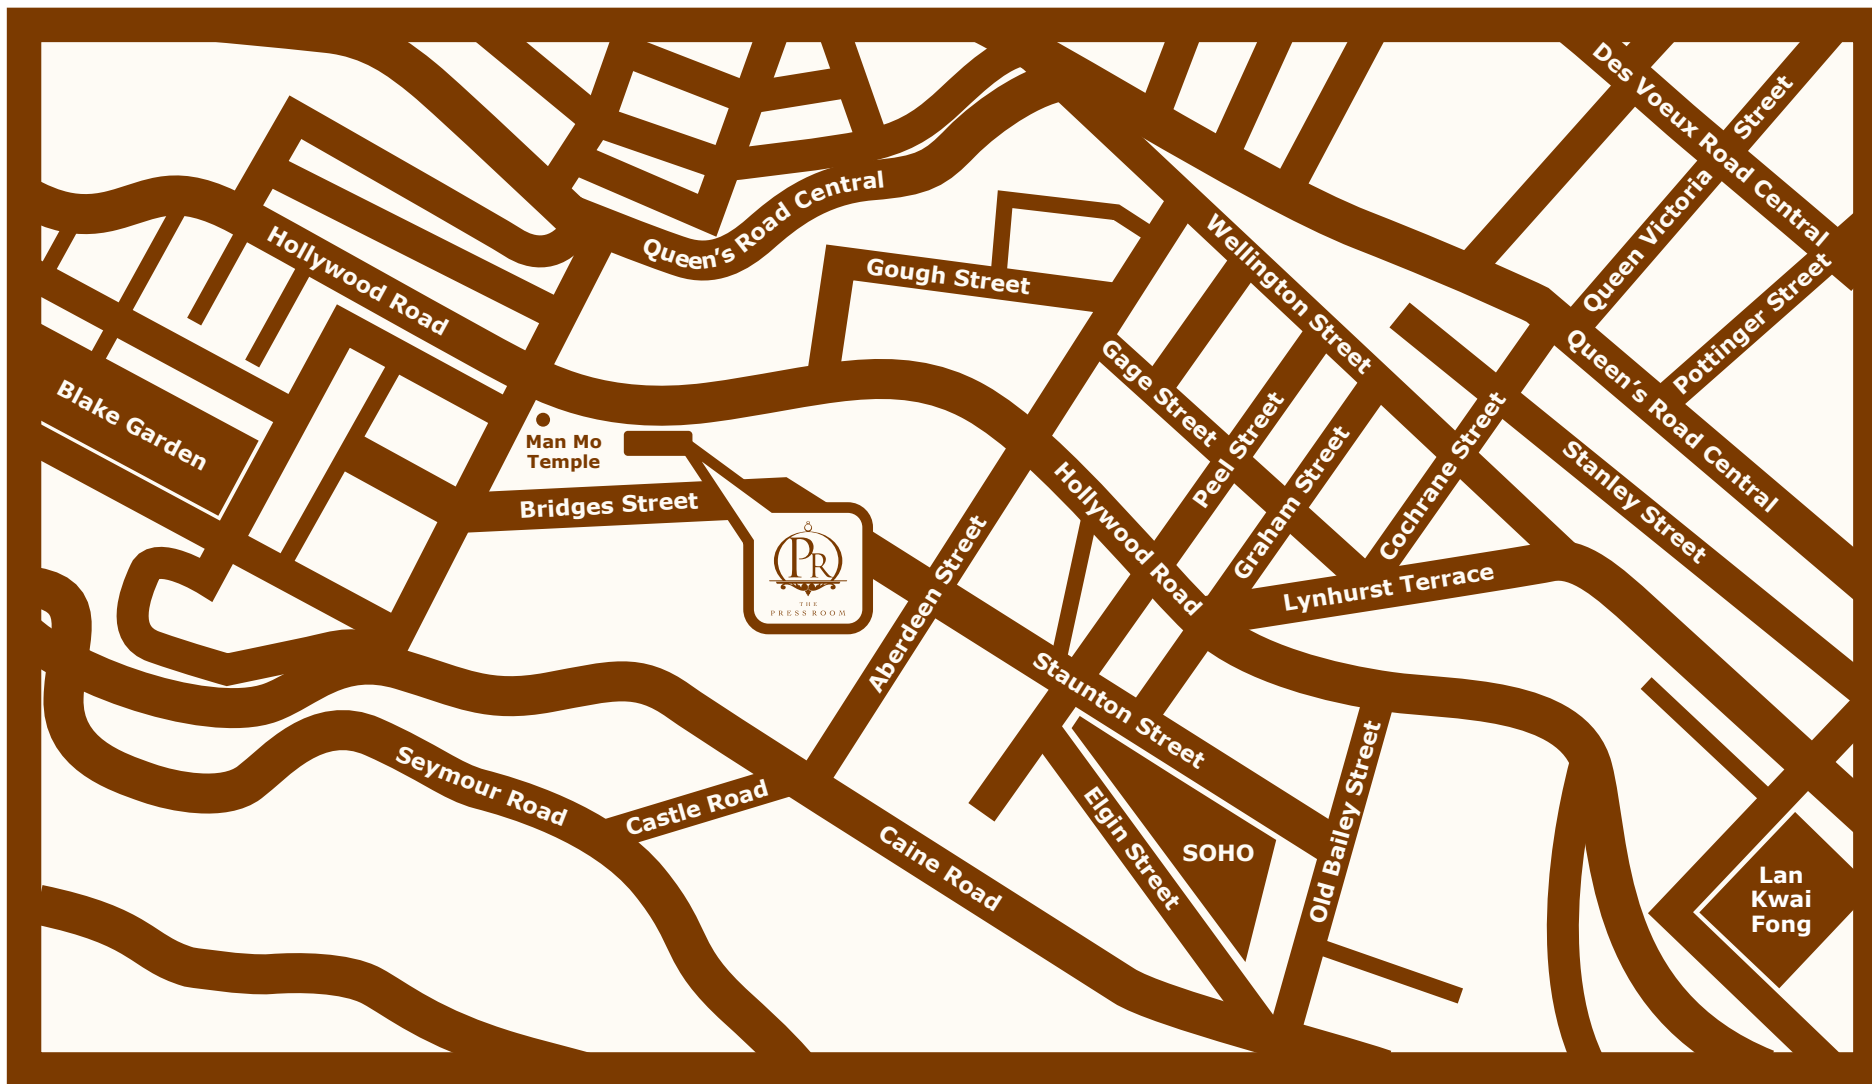 Des Voeux Road Central
Queen Victoria Street
Pottinger Street
Queen's Road Central
Queen's Road Central
Wellington Street
Hollywood Road
Gough Street
Gage Street
Peel Street
Graham Street
Cochrane Street
Stanley Street
Blake Garden
Man Mo
Temple
Bridges Street
Hollywood Road
Aberdeen Street
Lynhurst Terrace
PR
THE
PRESS ROOM
Staunton Street
Seymour Road
Castle Road
Caine Road
Elgin Street
SOHO
Old Bailey Street
Lan
Kwai
Fong